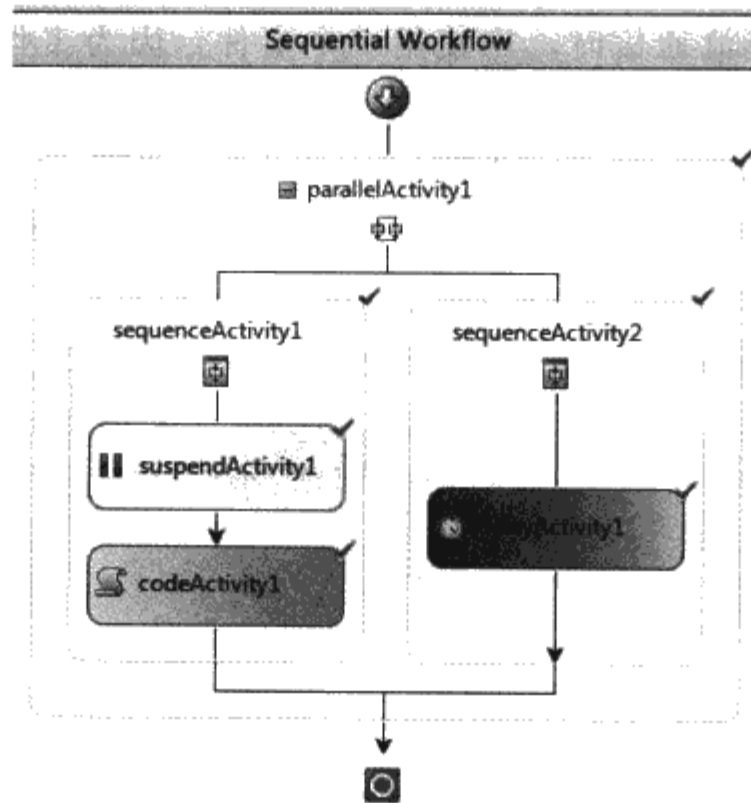 Sequential Workflow
parallelActivity1
sequenceActivity1
sequenceActivity2
suspendActivity1
codeActivity1